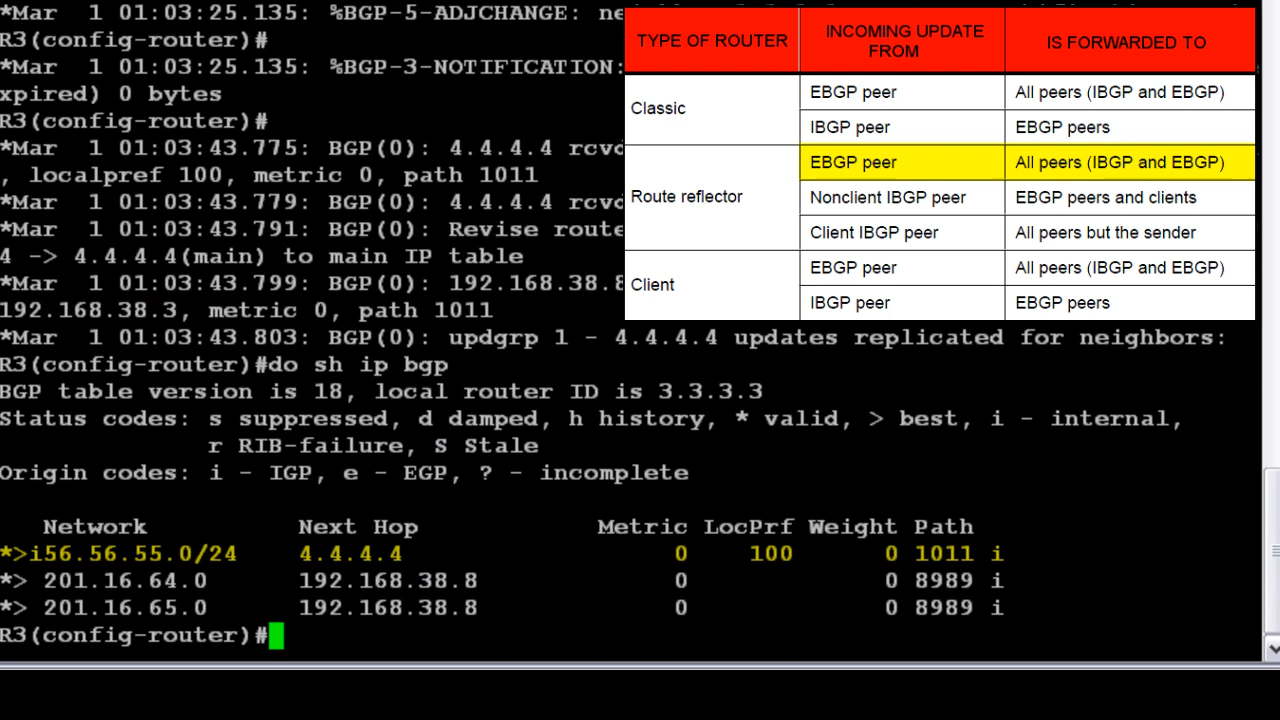 *Mar  1 01:03:25.135: %BGP-5-ADJCHANGE: ne
R3(config-router)#
*Mar  1 01:03:25.135: %BGP-3-NOTIFICATION:
xpired) 0 bytes
R3(config-router)#
*Mar  1 01:03:43.775: BGP(0): 4.4.4.4 rcvd
, localpref 100, metric 0, path 1011
*Mar  1 01:03:43.779: BGP(0): 4.4.4.4 rcvd
*Mar  1 01:03:43.791: BGP(0): Revise route
4 -> 4.4.4.4(main) to main IP table
*Mar  1 01:03:43.799: BGP(0): 192.168.38.8
192.168.38.3, metric 0, path 1011
*Mar  1 01:03:43.803: BGP(0): updgrp 1 - 4.4.4.4 updates replicated for neighbors:
R3(config-router)#do sh ip bgp
BGP table version is 18, local router ID is 3.3.3.3
Status codes: s suppressed, d damped, h history, * valid, > best, i - internal,
r RIB-failure, S Stale
Origin codes: i - IGP, e - EGP, ? - incomplete
Network Next Hop Metric LocPrf Weight Path
*>i56.56.55.0/24 4.4.4.4 0 100 0 1011 i
*> 201.16.64.0 192.168.38.8 0 0 8989 i
*> 201.16.65.0 192.168.38.8 0 0 8989 i
R3(config-router)#
TYPE OF ROUTER INCOMING UPDATE FROM IS FORWARDED TO
Classic
EBGP peer All peers (IBGP and EBGP)
IBGP peer EBGP peers
Route reflector
EBGP peer All peers (IBGP and EBGP)
Nonclient IBGP peer EBGP peers and clients
Client IBGP peer All peers but the sender
Client
EBGP peer All peers (IBGP and EBGP)
IBGP peer EBGP peers